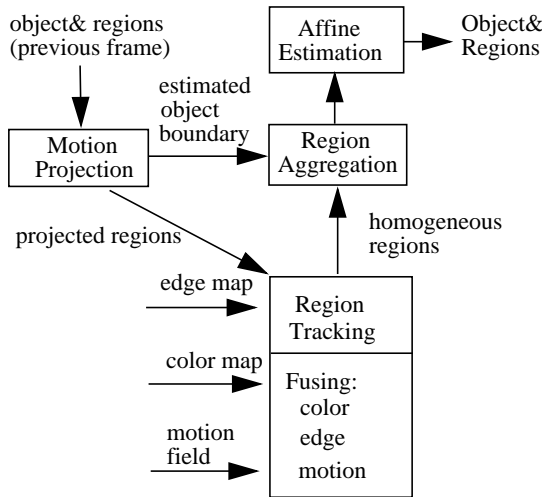 object& regions
(previous frame)
Affine
Estimation
Object&
Regions
estimated
object
boundary
Motion
Projection
Region
Aggregation
projected regions
homogeneous
regions
edge map
Region
Tracking
color map
Fusing:
color
edge
motion
motion
field